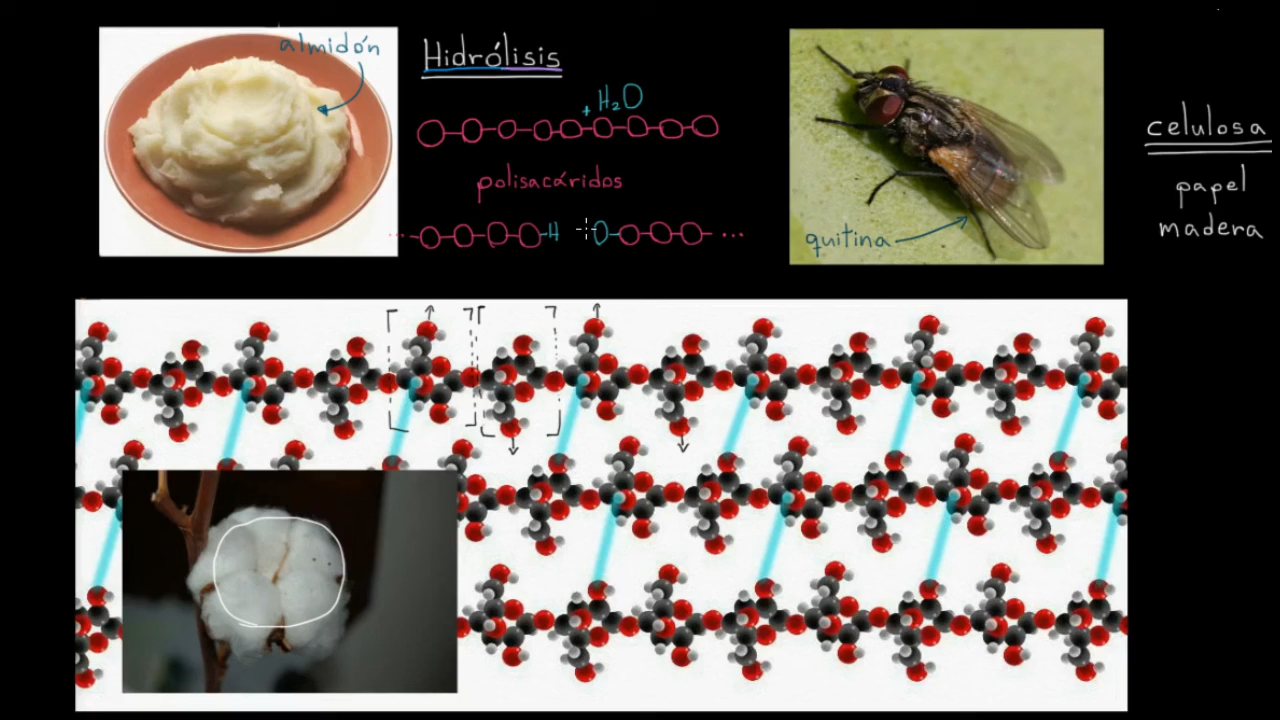 almidón
Hidrólisis
+ H₂O
polisacáridos
... H O ...
quitina
celulosa
papel
madera